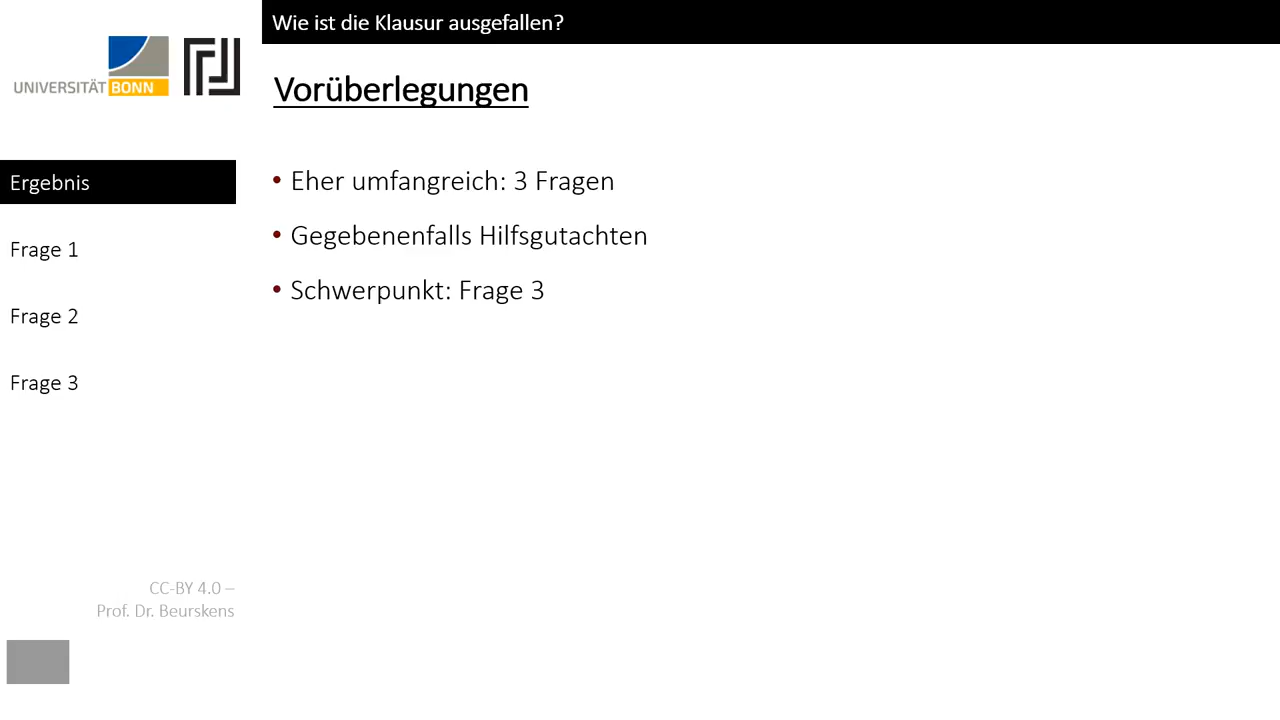 Wie ist die Klausur ausgefallen?
UNIVERSITÄT BONN
Vorüberlegungen
Ergebnis
Frage 1
Frage 2
Frage 3
• Eher umfangreich: 3 Fragen
• Gegebenenfalls Hilfsgutachten
• Schwerpunkt: Frage 3
CC-BY 4.0 –
Prof. Dr. Beurskens